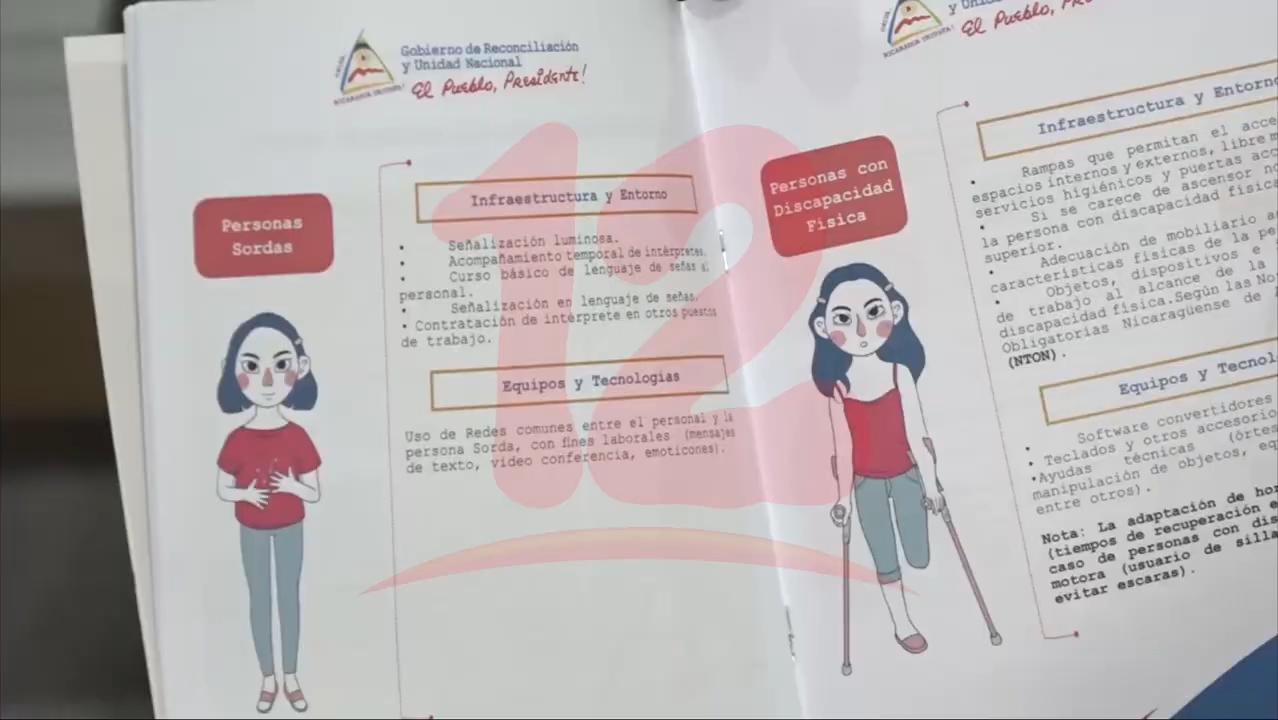 Gobierno de Reconciliación
y Unidad Nacional
El Pueblo, Presidente!
Personas
Sordas
Infraestructura y Entorno
• Señalización luminosa.
• Acompañamiento temporal de intérpretes.
• Curso básico de lenguaje de señas al
personal.
• Señalización en lenguaje de señas.
• Contratación de intérprete en otros puestos
de trabajo.
Equipos y Tecnologías
Uso de Redes comunes entre el personal y la
persona Sorda, con fines laborales (mensajes
de texto, video conferencia, emoticones).
12
El Pueblo,
Personas con
Discapacidad
Física
Infraestructura y Entorno
• Rampas que permitan el
espacios internos y externos, libre
servicios higiénicos y puertas
• Si se carece de ascensor
la persona con discapacidad física
superior.
• Adecuación de mobiliario
características físicas de la
• Objetos, dispositivos e
de trabajo al alcance de la
discapacidad física.Según las
Obligatorias Nicaragüense de
(NTON).
Equipos y
Software convertidores
• Teclados y otros
•Ayudas técnicas
manipulación de objetos,
entre otros).
Nota: La adaptación de
(tiempos de recuperación
caso de personas con
motora (usuario de
evitar escaras).